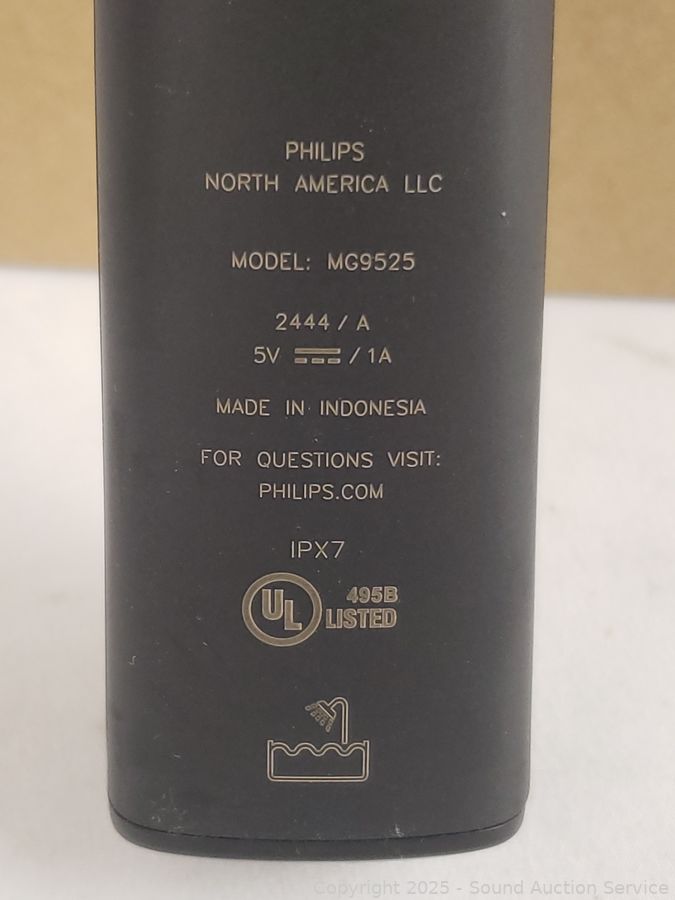 PHILIPS
NORTH AMERICA LLC
MODEL: MG9525
2444 / A
5V ⎓ / 1A
MADE IN INDONESIA
FOR QUESTIONS VISIT:
PHILIPS.COM
IPX7
UL 495B
LISTED
Copyright 2025 - Sound Auction Service